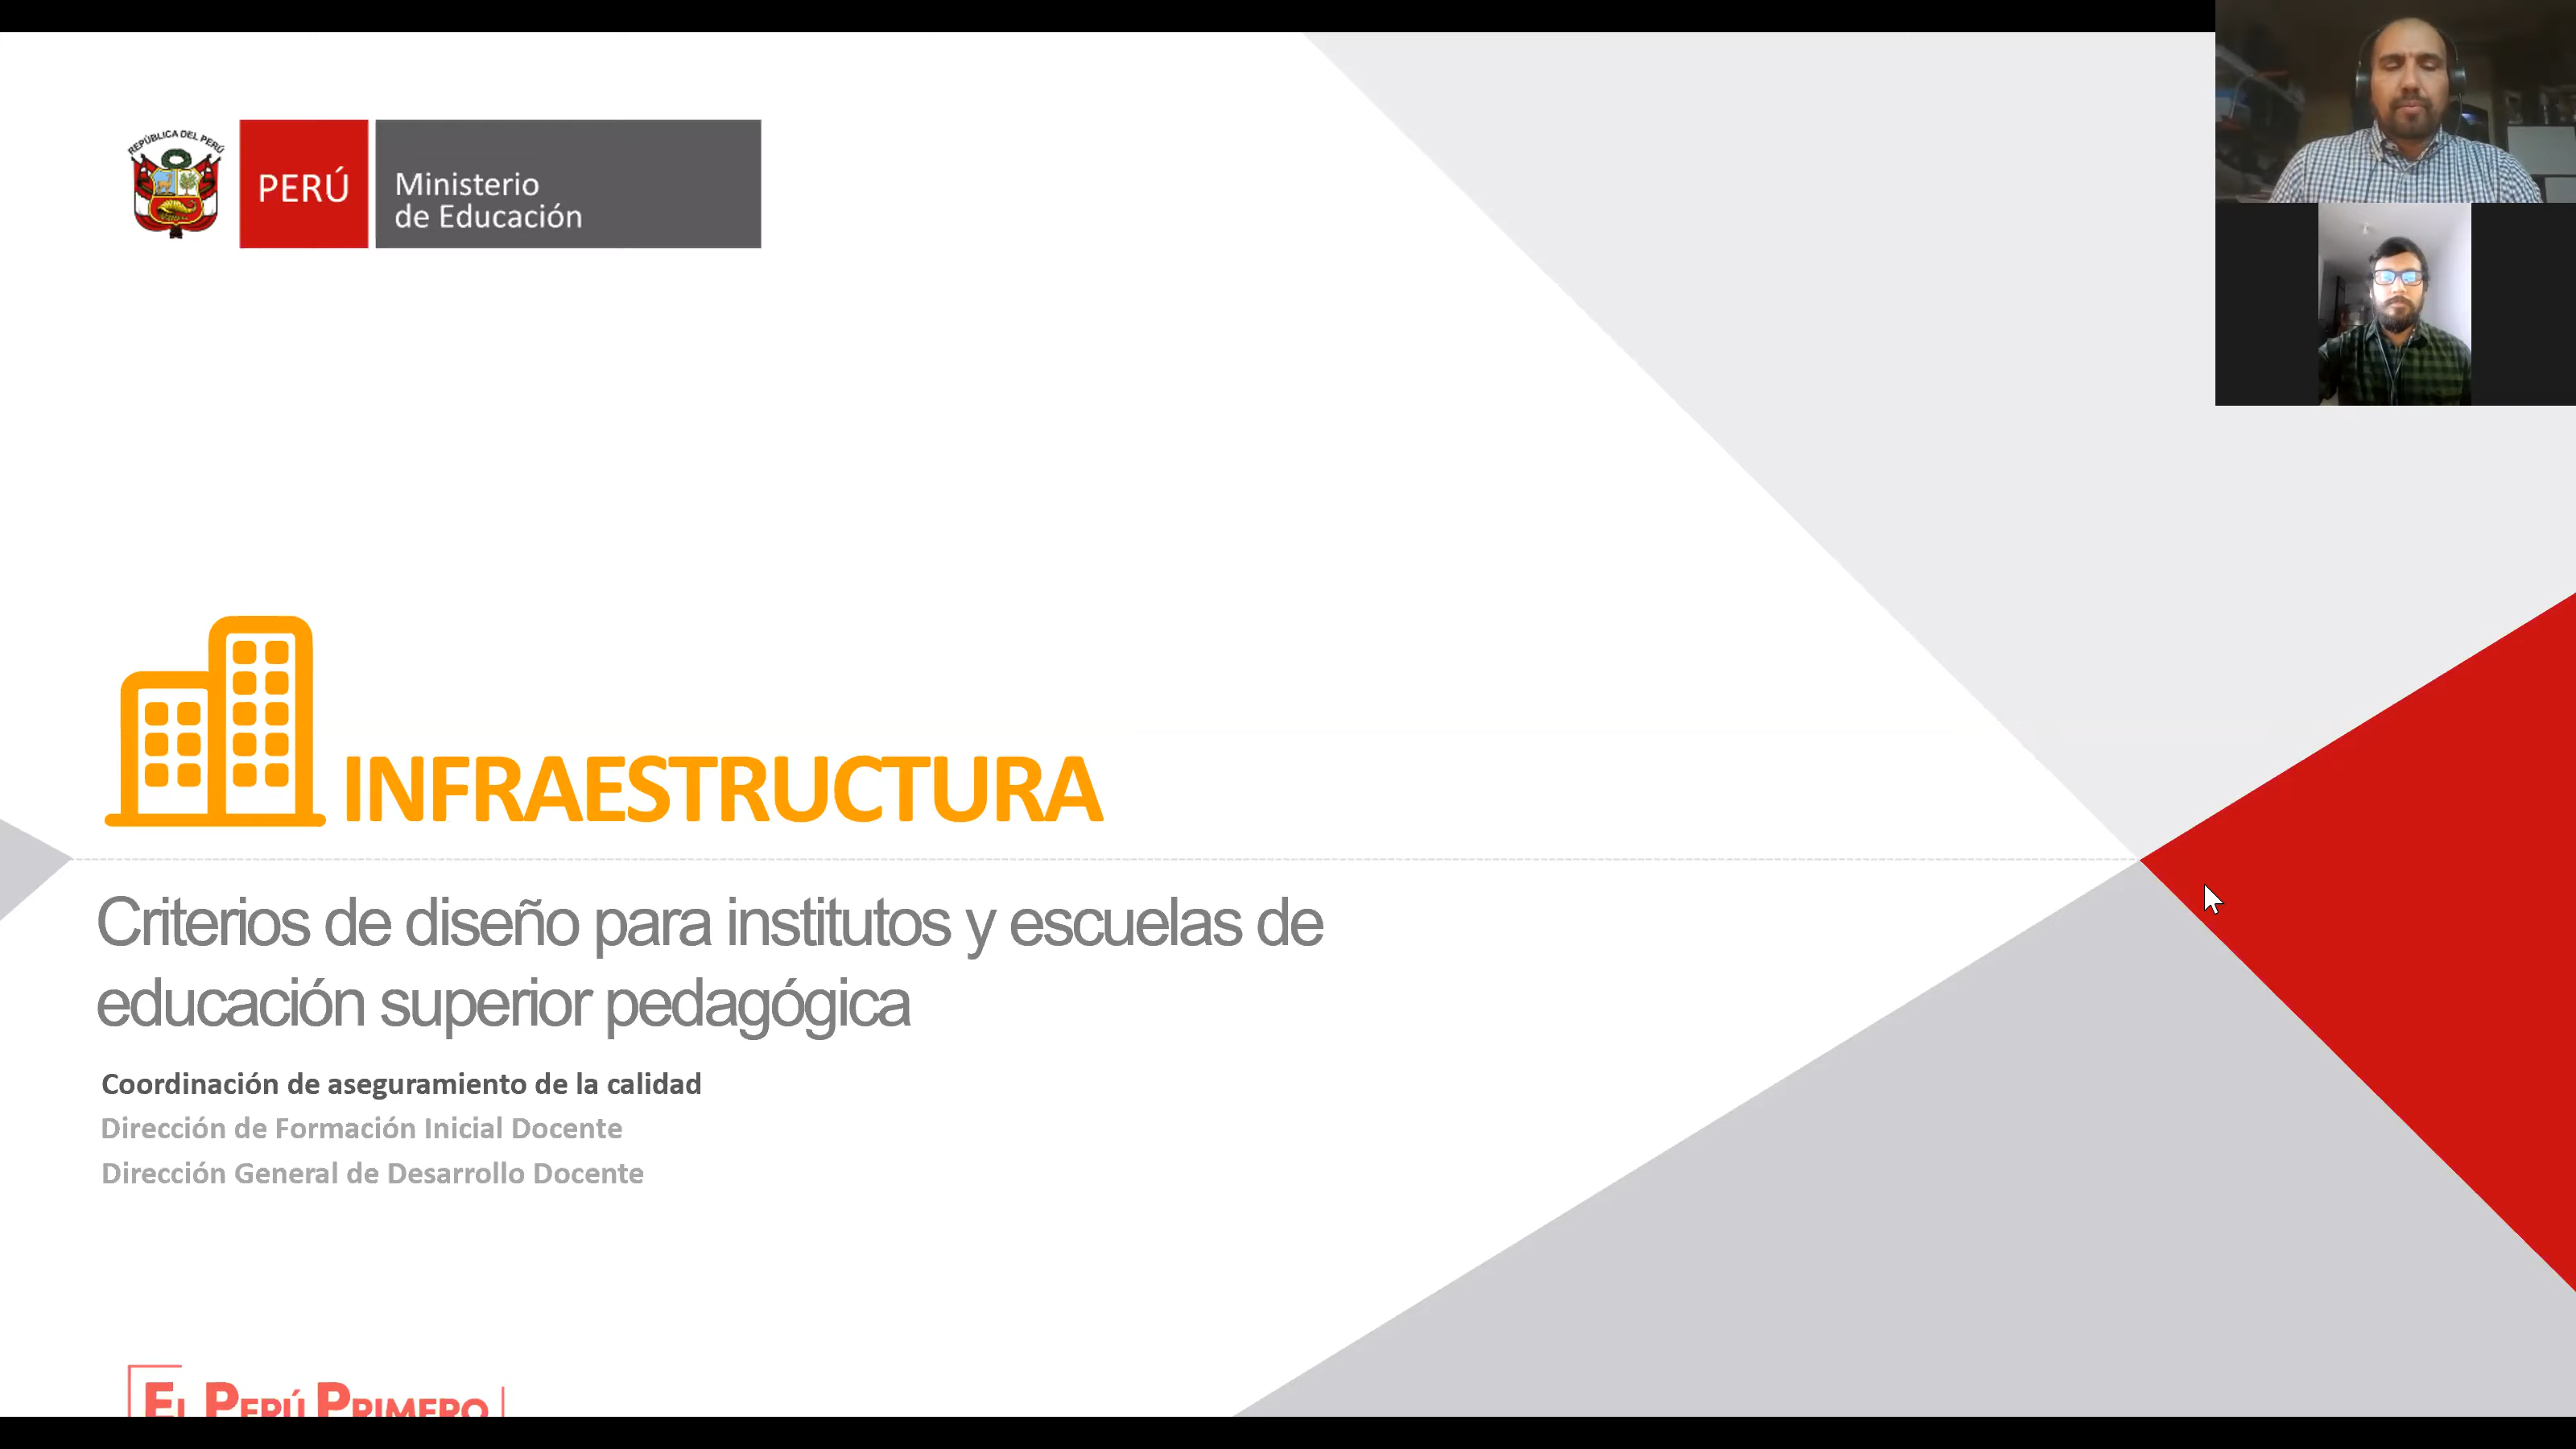 REPÚBLICA DEL PERÚ
PERÚ
Ministerio
de Educación
INFRAESTRUCTURA
Criterios de diseño para institutos y escuelas de
educación superior pedagógica
Coordinación de aseguramiento de la calidad
Dirección de Formación Inicial Docente
Dirección General de Desarrollo Docente
EL PERÚ PRIMERO